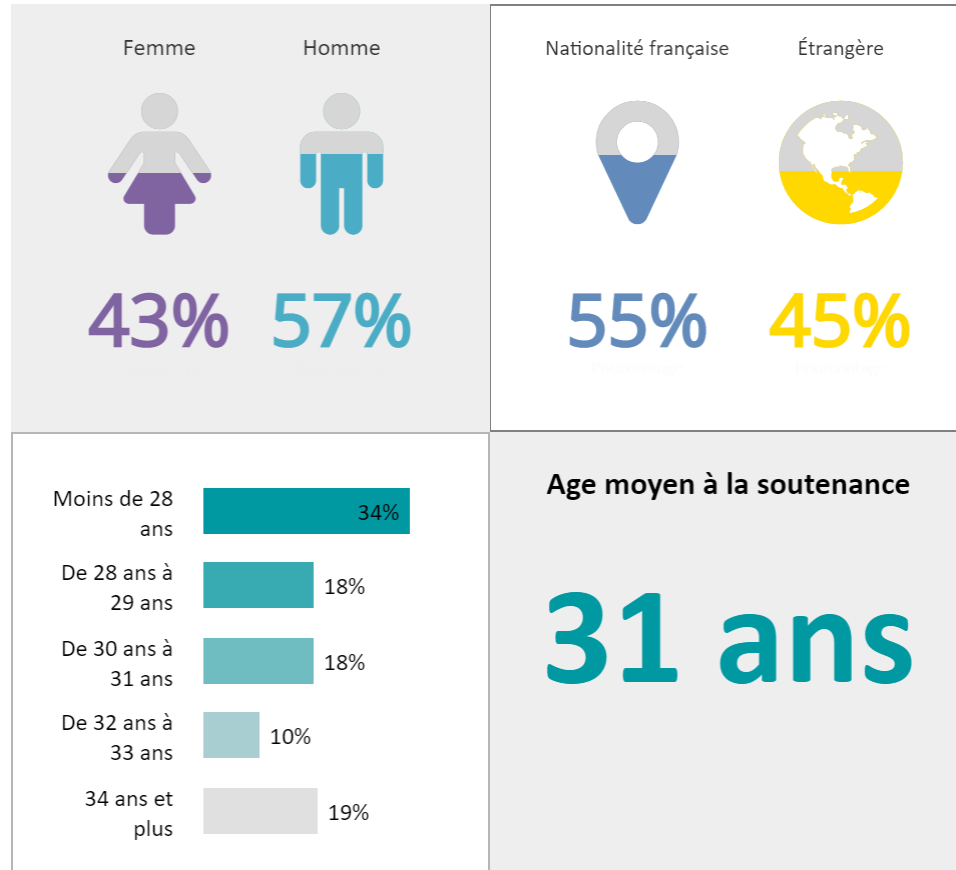 Femme Homme
43% 57%
Nationalité française Étrangère
55% 45%
Moins de 28
ans
34%
De 28 ans à
29 ans
18%
De 30 ans à
31 ans
18%
De 32 ans à
33 ans
10%
34 ans et
plus
19%
Age moyen à la soutenance
31 ans